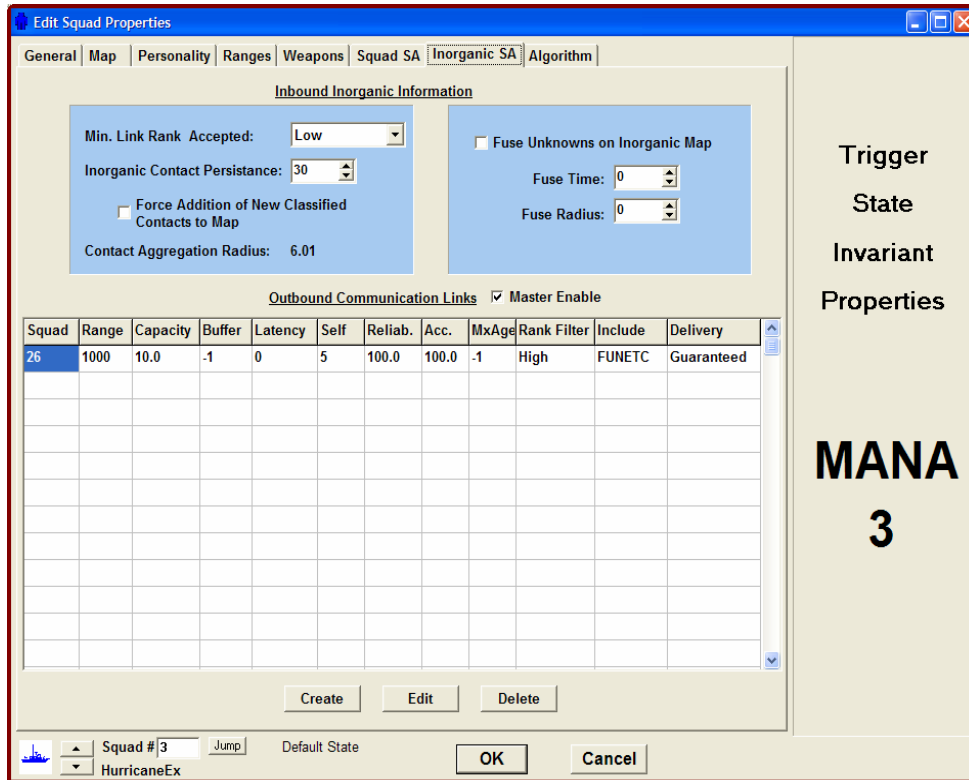 Edit Squad Properties
General Map Personality Ranges Weapons Squad SA Inorganic SA Algorithm
Inbound Inorganic Information
Min. Link Rank Accepted: Low
Inorganic Contact Persistance: 30
Force Addition of New Classified
Contacts to Map
Contact Aggregation Radius: 6.01
Fuse Unknowns on Inorganic Map
Fuse Time: 0
Fuse Radius: 0
Outbound Communication Links Master Enable
Squad Range Capacity Buffer Latency Self Reliab. Acc. MxAge Rank Filter Include Delivery
26 1000 10.0 -1 0 5 100.0 100.0 -1 High FUNETC Guaranteed
Create Edit Delete
Squad # 3 Jump Default State OK Cancel
HurricaneEx
Trigger
State
Invariant
Properties
MANA
3